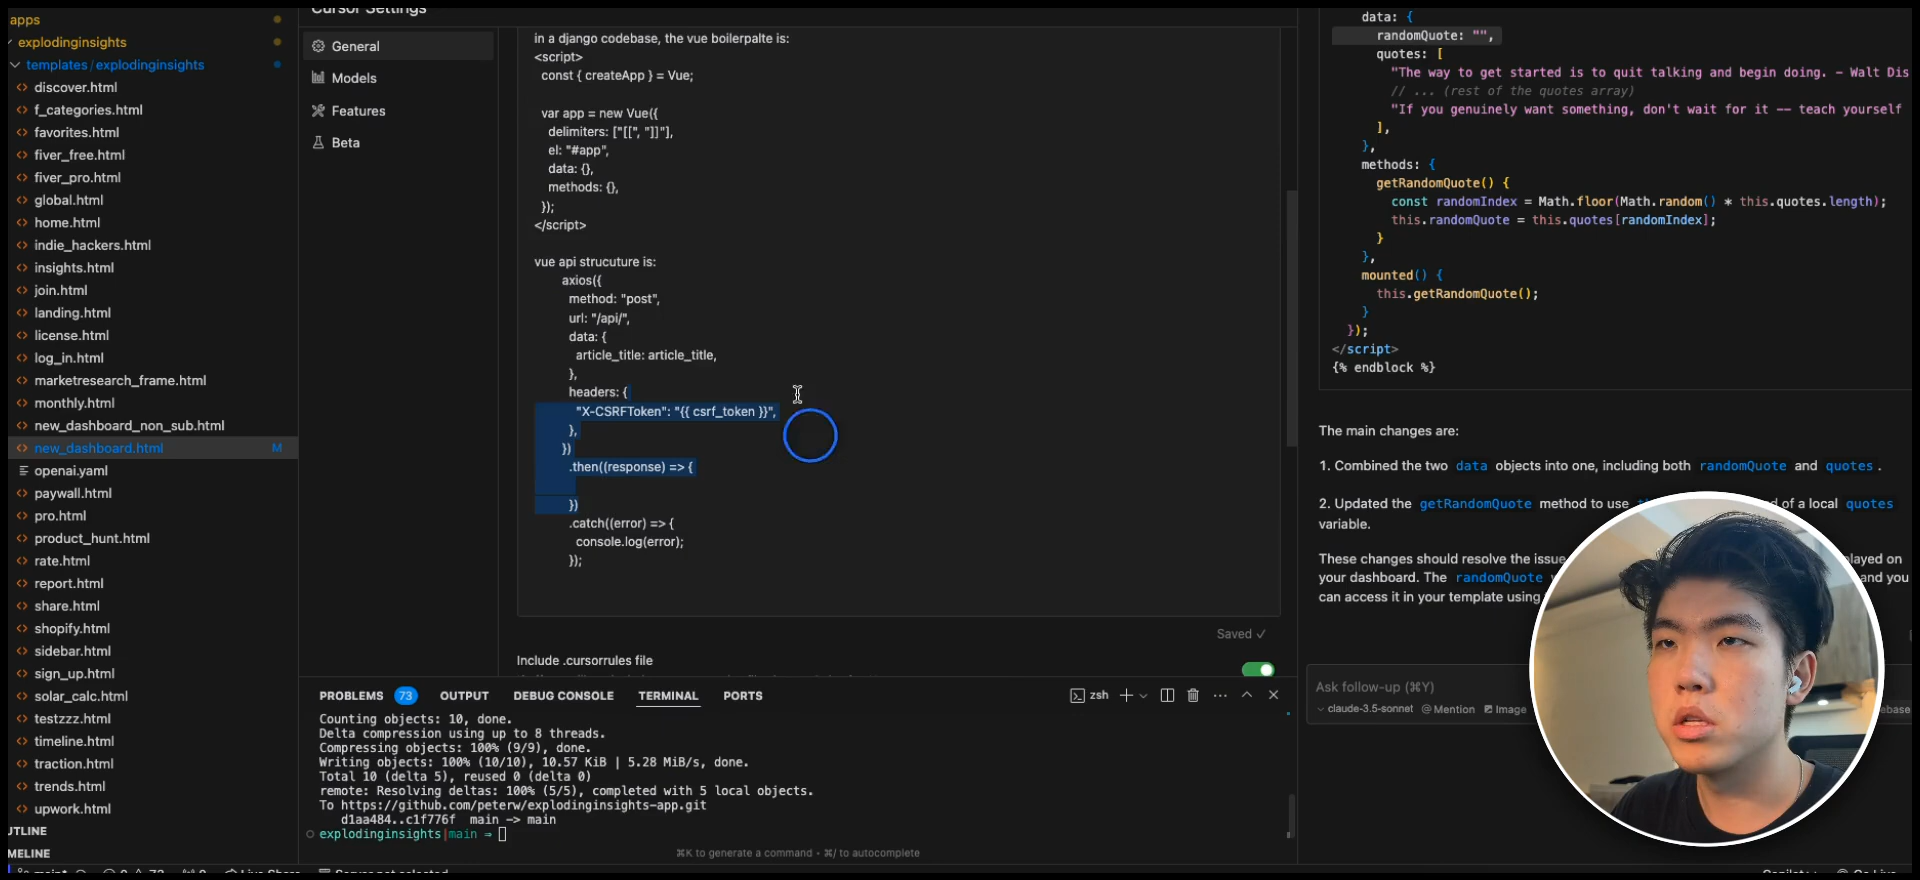 apps
explodinginsights
templates/explodinginsights
discover.html
f_categories.html
favorites.html
fiver_free.html
fiver_pro.html
global.html
home.html
indie_hackers.html
insights.html
join.html
landing.html
license.html
log_in.html
marketresearch_frame.html
monthly.html
new_dashboard_non_sub.html
new_dashboard.html M
openai.yaml
paywall.html
pro.html
product_hunt.html
rate.html
report.html
share.html
shopify.html
sidebar.html
sign_up.html
solar_calc.html
testzzz.html
timeline.html
traction.html
trends.html
upwork.html
UTLINE
MELINE
Cursor Settings
General
Models
Features
Beta
in a django codebase, the vue boilerpalte is:
<script>
const { createApp } = Vue;
var app = new Vue({
delimiters: ["[[", "]]"],
el: "#app",
data: {},
methods: {},
});
</script>
vue api strucuture is:
axios({
method: "post",
url: "/api/",
data: {
article_title: article_title,
},
headers: {
"X-CSRFToken": "{{ csrf_token }}",
},
})
.then((response) => {
})
.catch((error) => {
console.log(error);
});
Saved ✓
Include .cursorrules file
PROBLEMS 73 OUTPUT DEBUG CONSOLE TERMINAL PORTS zsh
Counting objects: 10, done.
Delta compression using up to 8 threads.
Compressing objects: 100% (9/9), done.
Writing objects: 100% (10/10), 10.57 KiB | 5.28 MiB/s, done.
Total 10 (delta 5), reused 0 (delta 0)
remote: Resolving deltas: 100% (5/5), completed with 5 local objects.
To https://github.com/peterw/explodinginsights-app.git
d1aa484..c1f776f main -> main
explodinginsights|main ⇒
⌘K to generate a command • ⌘/ to autocomplete
data: {
randomQuote: "",
quotes: [
"The way to get started is to quit talking and begin doing. – Walt Dis
// ... (rest of the quotes array)
"If you genuinely want something, don't wait for it –– teach yourself
],
},
methods: {
getRandomQuote() {
const randomIndex = Math.floor(Math.random() * this.quotes.length);
this.randomQuote = this.quotes[randomIndex];
}
},
mounted() {
this.getRandomQuote();
}
});
</script>
{% endblock %}
The main changes are:
1. Combined the two data objects into one, including both randomQuote and quotes.
2. Updated the getRandomQuote method to use d of a local quotes
variable.
These changes should resolve the issue played on
your dashboard. The randomQuote and you
can access it in your template using
Ask follow-up (⌘Y)
claude-3.5-sonnet @ Mention Image ebase